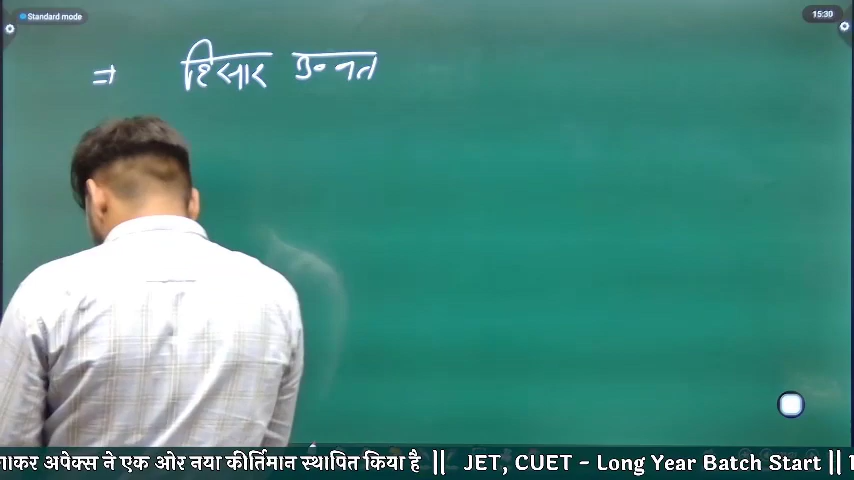 Standard mode
15:30
⇒ हिसार उन्नत
गाकर अपेक्स ने एक ओर नया कीर्तिमान स्थापित किया है || JET, CUET - Long Year Batch Start ||